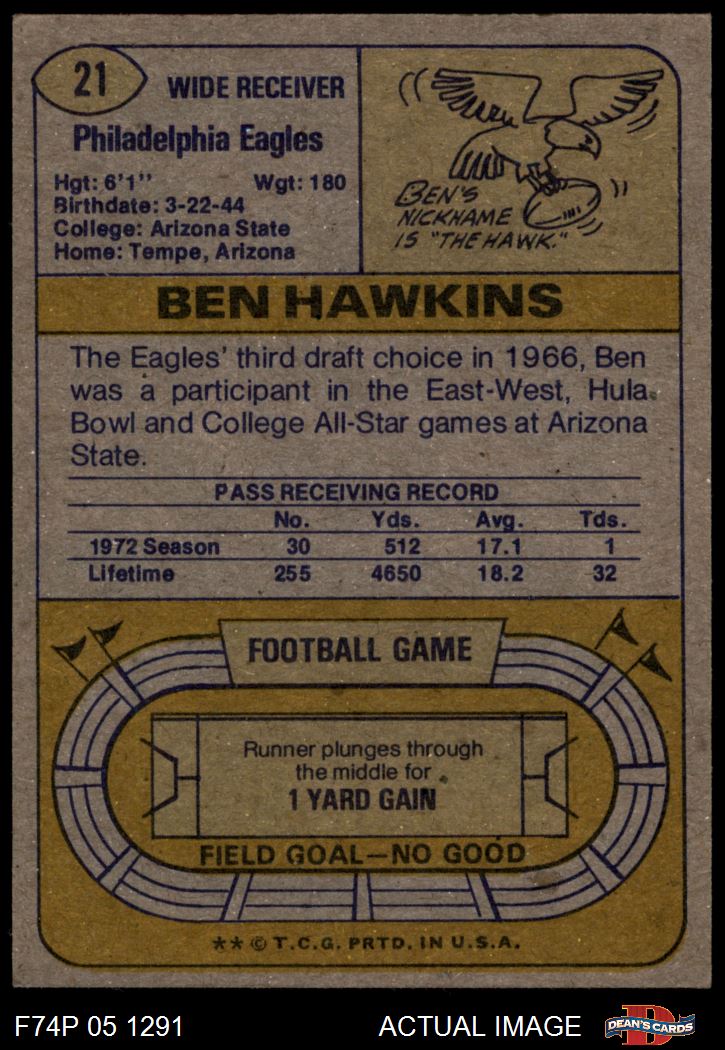 21
WIDE RECEIVER
Philadelphia Eagles
Hgt: 6'1" Wgt: 180
Birthdate: 3-22-44
College: Arizona State
Home: Tempe, Arizona
BEN'S
NICKNAME
IS "THE HAWK."
BEN HAWKINS
The Eagles' third draft choice in 1966, Ben
was a participant in the East-West, Hula
Bowl and College All-Star games at Arizona
State.
PASS RECEIVING RECORD
No. Yds. Avg. Tds.
1972 Season 30 512 17.1 1
Lifetime 255 4650 18.2 32
FOOTBALL GAME
Runner plunges through
the middle for
1 YARD GAIN
FIELD GOAL—NO GOOD
** © T.C.G. PRTD. IN U.S.A.
F74P 05 1291 ACTUAL IMAGE
D
DEAN'S CARDS